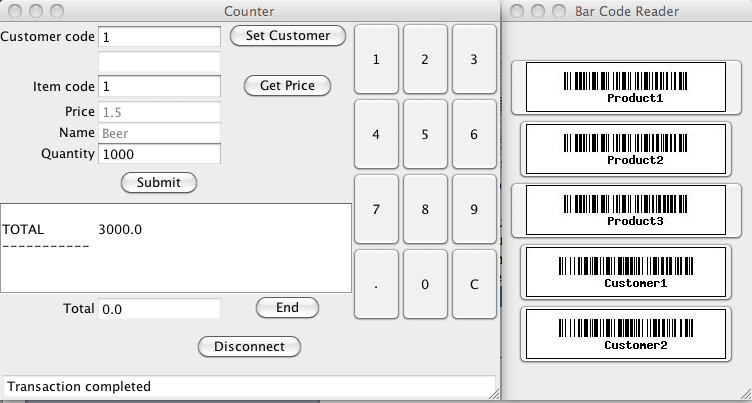 Counter
Customer code 1 Set Customer
Item code 1 Get Price
Price 1.5
Name Beer
Quantity 1000
Submit
TOTAL 3000.0
-----------
Total 0.0 End
Disconnect
Transaction completed
1 2 3
4 5 6
7 8 9
. 0 C
Bar Code Reader
Product1
Product2
Product3
Customer1
Customer2